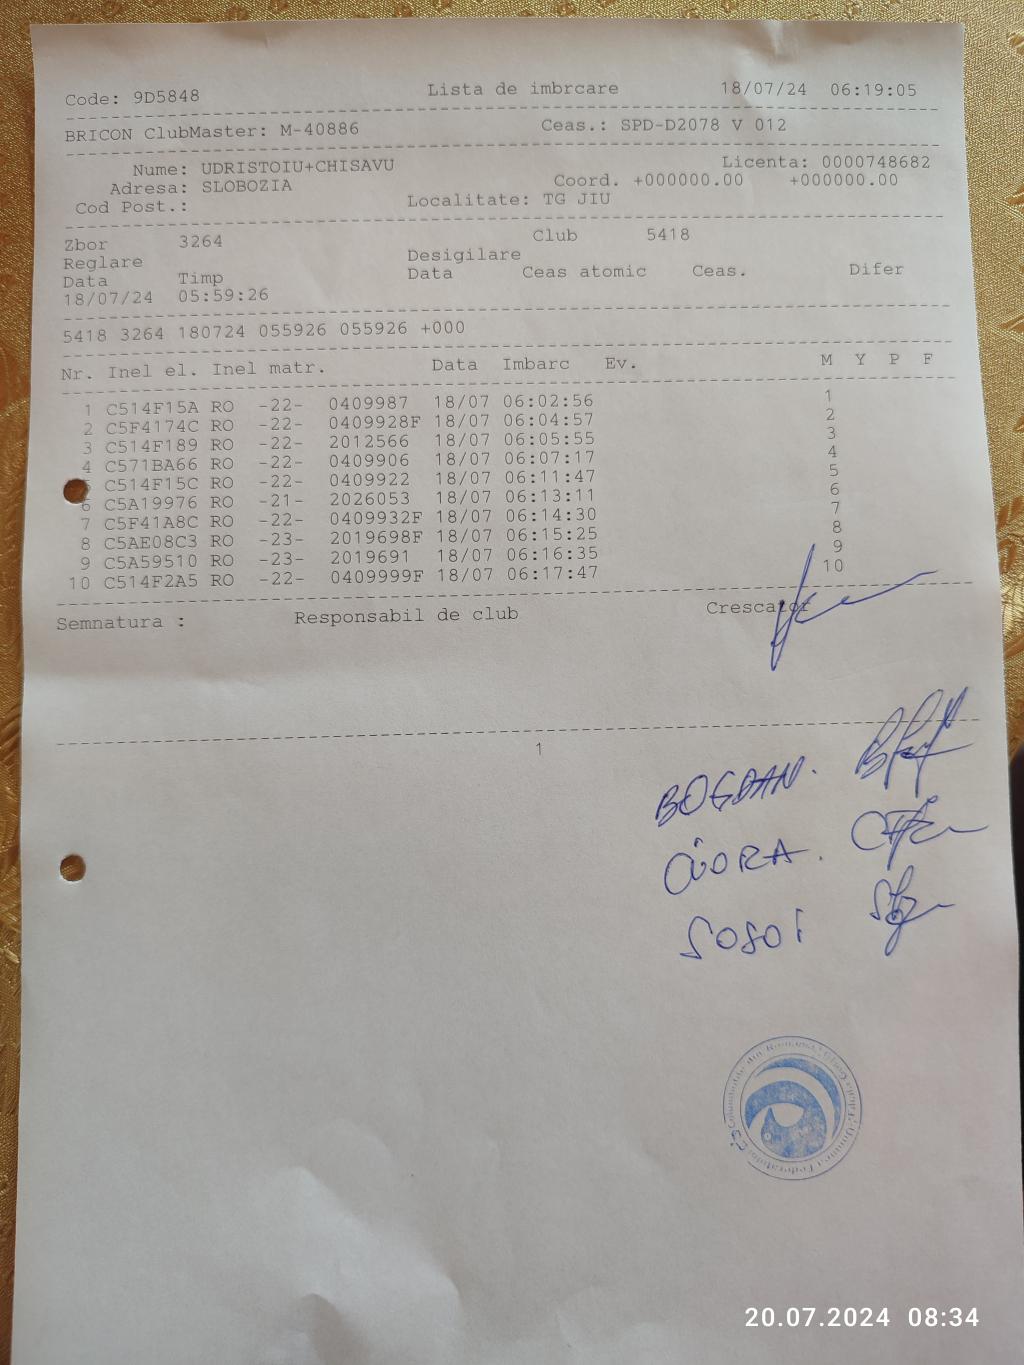 Code: 9D5848 Lista de imbrcare 18/07/24 06:19:05
BRICON ClubMaster: M-40886 Ceas.: SPD-D2078 V 012
Nume: UDRISTOIU+CHISAVU Licenta: 0000748682
Adresa: SLOBOZIA Coord. +000000.00 +000000.00
Cod Post.: Localitate: TG JIU
Zbor 3264 Club 5418
Reglare Desigilare
Data Timp Data Ceas atomic Ceas. Difer
18/07/24 05:59:26
5418 3264 180724 055926 055926 +000
Nr. Inel el. Inel matr. Data Imbarc Ev. M Y P F
1 C514F15A RO -22- 0409987 18/07 06:02:56 1
2 C5F4174C RO -22- 0409928F 18/07 06:04:57 2
3 C514F189 RO -22- 2012566 18/07 06:05:55 3
4 C571BA66 RO -22- 0409906 18/07 06:07:17 4
5 C514F15C RO -22- 0409922 18/07 06:11:47 5
6 C5A19976 RO -21- 2026053 18/07 06:13:11 6
7 C5F41A8C RO -22- 0409932F 18/07 06:14:30 7
8 C5AE08C3 RO -23- 2019698F 18/07 06:15:25 8
9 C5A59510 RO -23- 2019691 18/07 06:16:35 9
10 C514F2A5 RO -22- 0409999F 18/07 06:17:47 10
Semnatura : Responsabil de club Crescator
1
BOGDAN.
CIORA.
SOSOI
20.07.2024 08:34